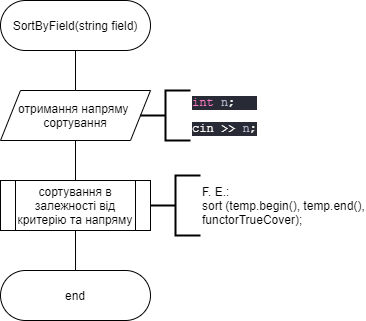 SortByField(string field)
отримання напряму
сортування
int n;
cin >> n;
сортування в
залежності від
критерію та напряму
F. E.:
sort (temp.begin(), temp.end(),
functorTrueCover);
end